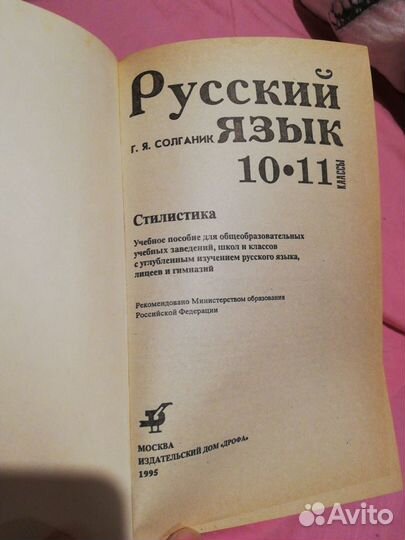 Русский
Г. Я. СОЛГАНИК ЯЗЫК
10•11 КЛАССЫ
Стилистика
Учебное пособие для общеобразовательных
учебных заведений, школ и классов
с углубленным изучением русского языка,
лицеев и гимназий
Рекомендовано Министерством образования
Российской Федерации
МОСКВА
ИЗДАТЕЛЬСКИЙ ДОМ «ДРОФА»
1995
Avito